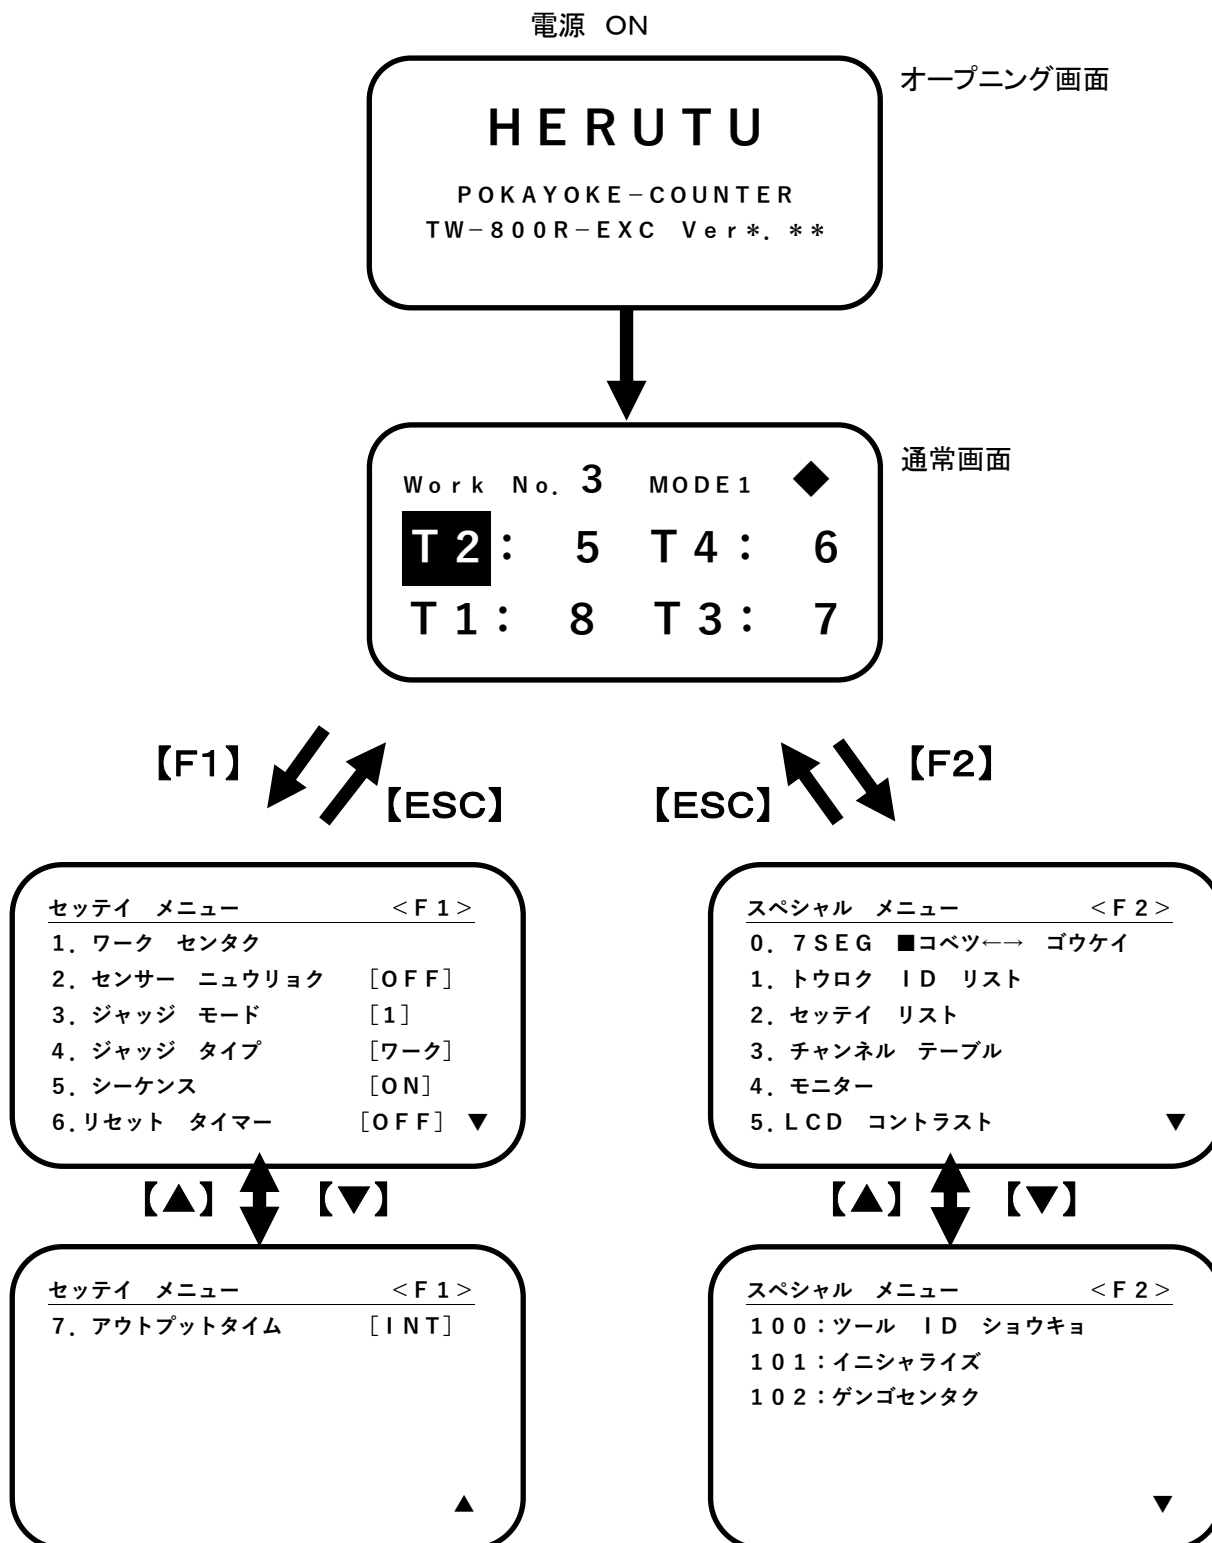 電源 ON
オープニング画面
HERUTU
POKAYOKE－COUNTER
TW－800R－EXC Ver*. **
通常画面
Work No. 3 MODE1 ◆
T2: 5 T4: 6
T1: 8 T3: 7
【F1】
【ESC】
【ESC】
【F2】
セッテイ メニュー <F1>
1. ワーク センタク
2. センサー ニュウリョク [OFF]
3. ジャッジ モード [1]
4. ジャッジ タイプ [ワーク]
5. シーケンス [ON]
6.リセット タイマー [OFF] ▼
スペシャル メニュー <F2>
0. 7SEG ■コベツ←→ ゴウケイ
1. トウロク ID リスト
2. セッテイ リスト
3. チャンネル テーブル
4. モニター
5.LCD コントラスト ▼
【▲】 【▼】
【▲】 【▼】
セッテイ メニュー <F1>
7. アウトプットタイム [INT]
▲
スペシャル メニュー <F2>
100：ツール ID ショウキョ
101：イニシャライズ
102：ゲンゴセンタク
▼